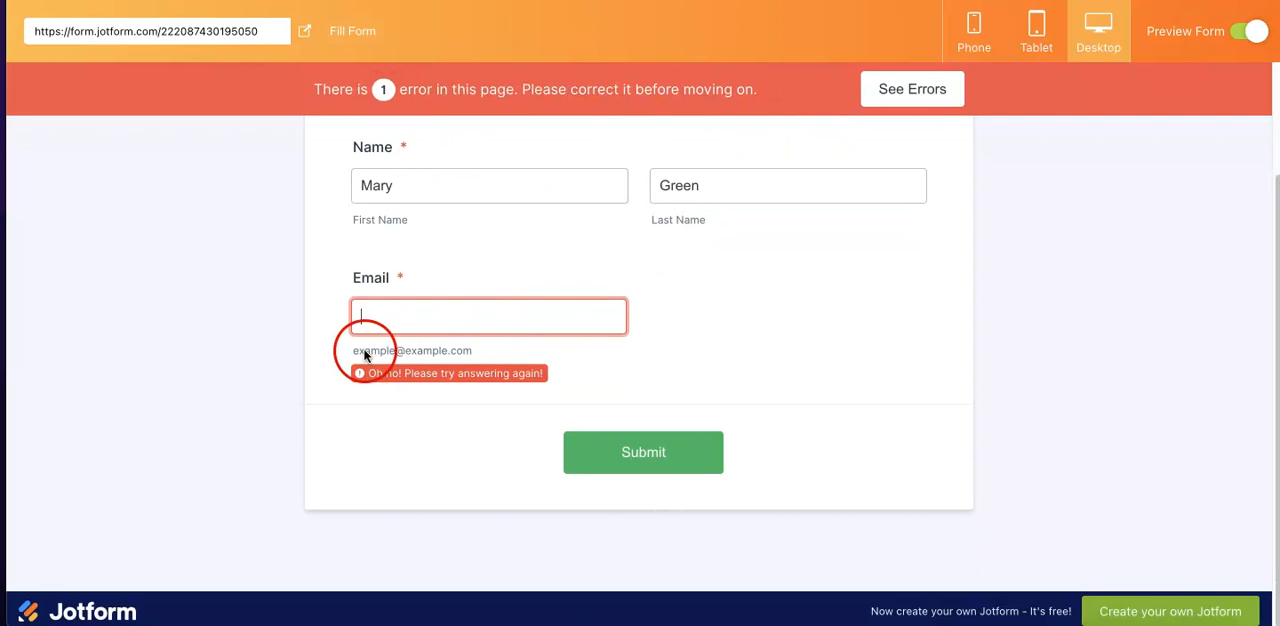 https://form.jotform.com/222087430195050
Fill Form
Phone
Tablet
Desktop
Preview Form
There is 1 error in this page. Please correct it before moving on.
See Errors
Name *
Mary
Green
First Name
Last Name
Email *
example@example.com
Oh no! Please try answering again!
Submit
Jotform
Now create your own Jotform - It's free!
Create your own Jotform